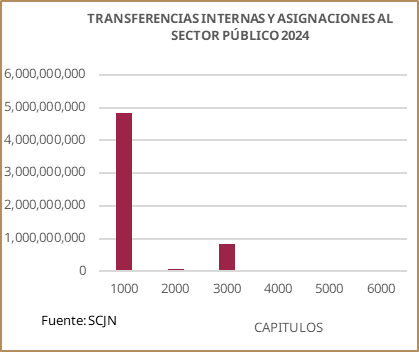 TRANSFERENCIAS INTERNAS Y ASIGNACIONES AL
SECTOR PÚBLICO 2024
6,000,000,000
5,000,000,000
4,000,000,000
3,000,000,000
2,000,000,000
1,000,000,000
0
1000 2000 3000 4000 5000 6000
Fuente: SCJN
CAPITULOS